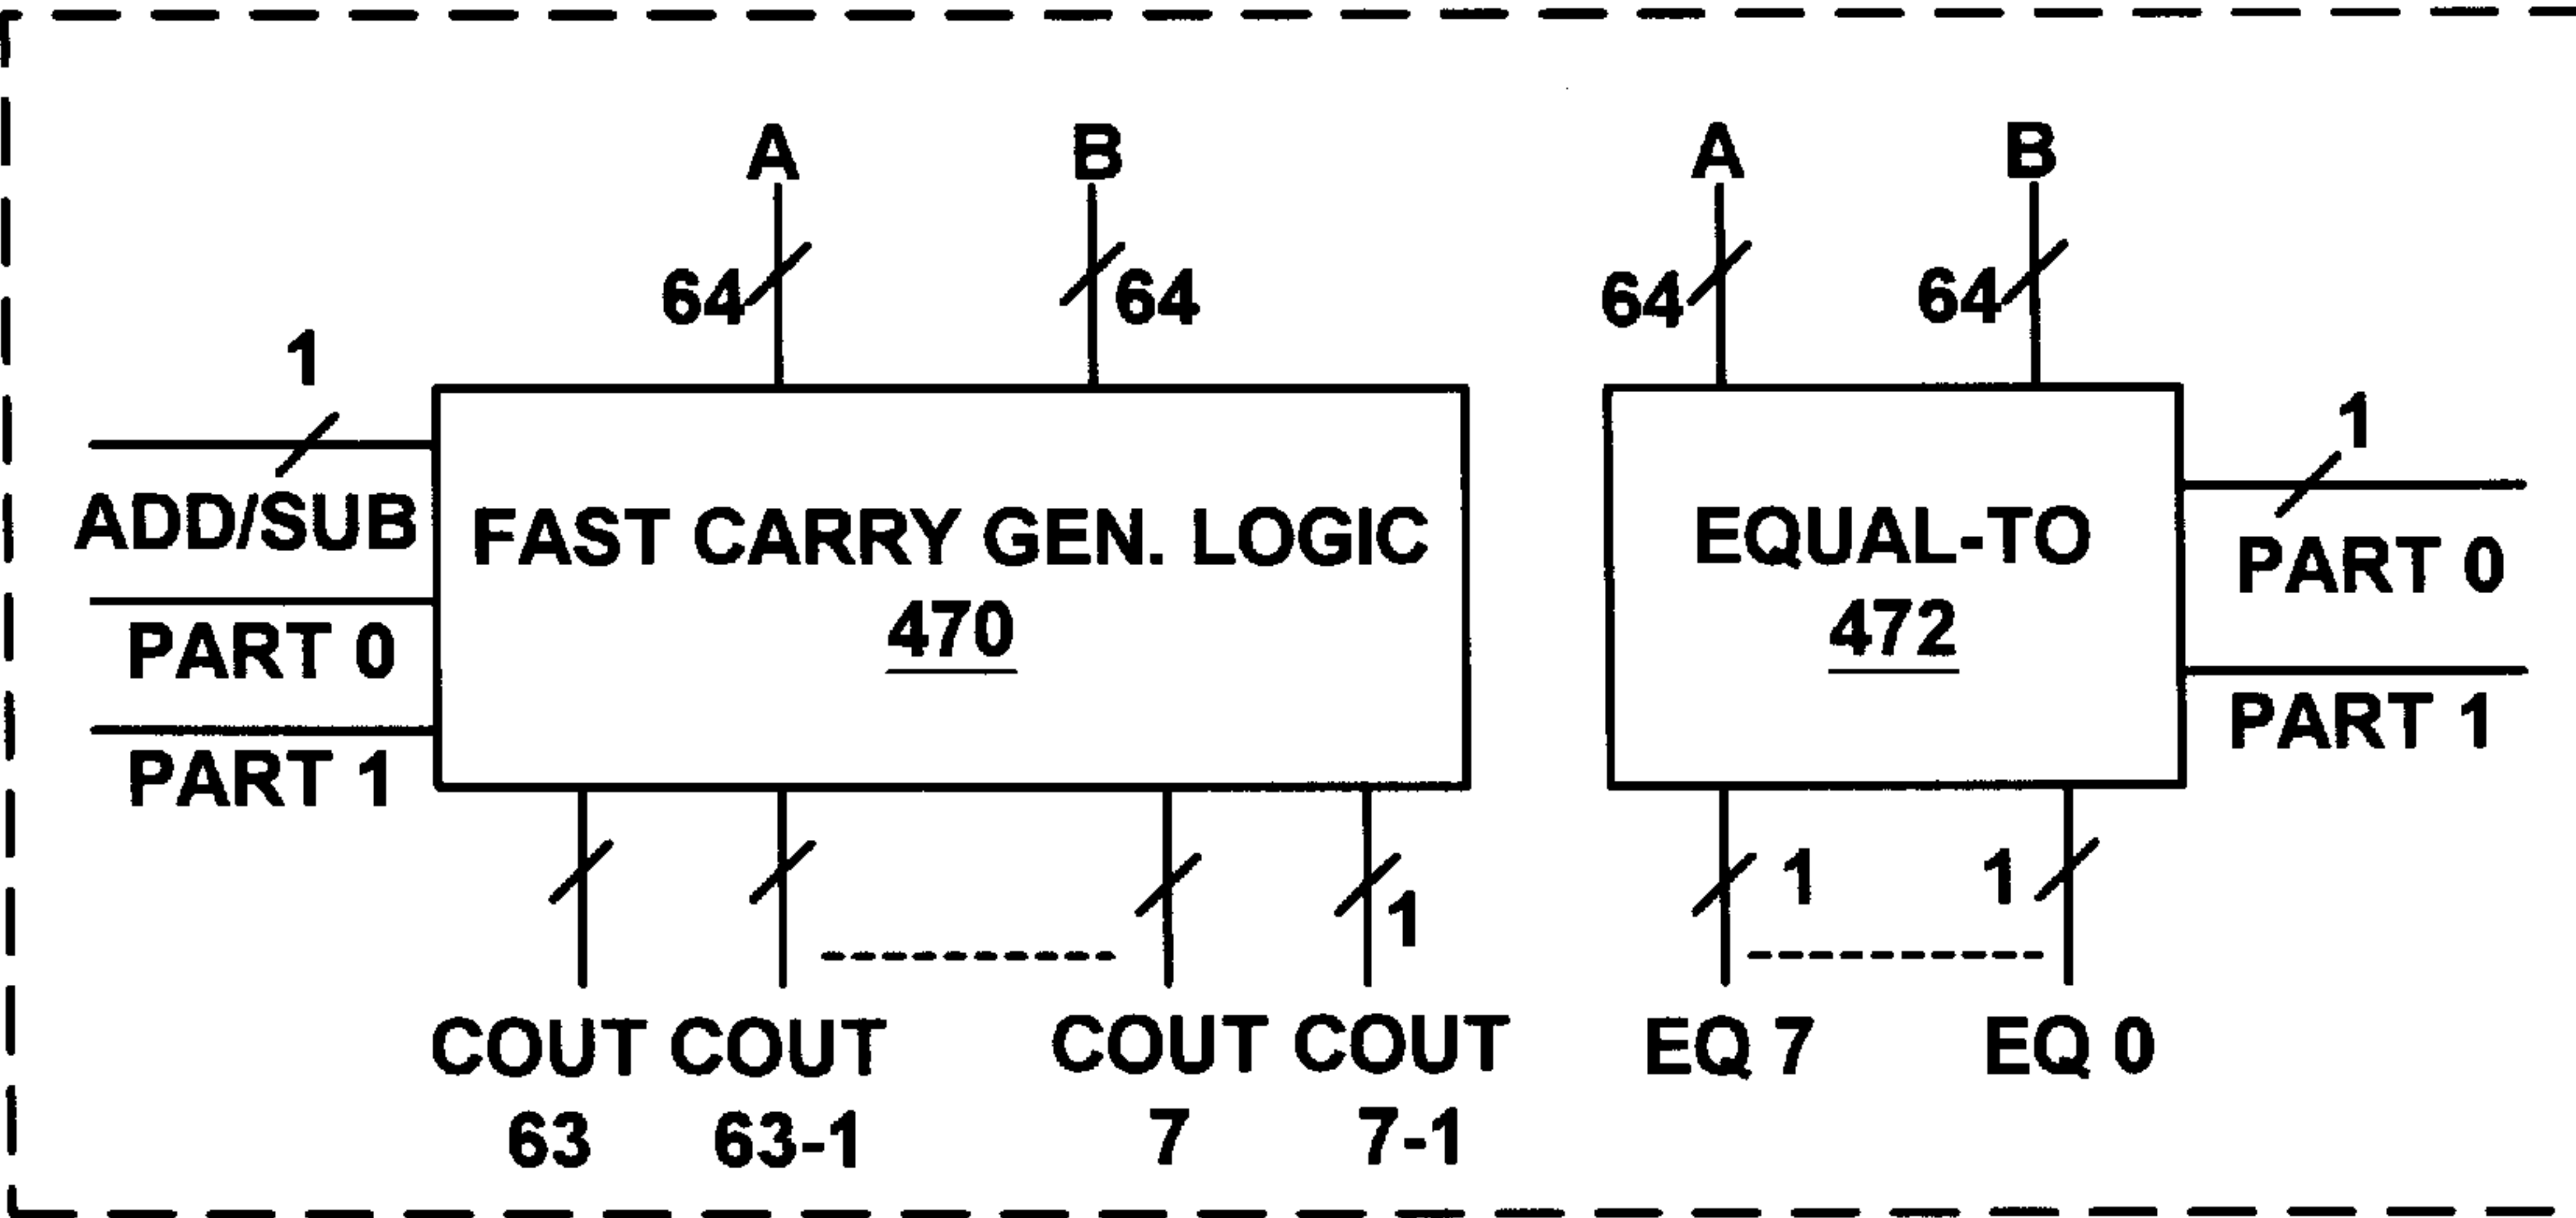 A B A B
64 64 64 64
1 1
ADD/SUB FAST CARRY GEN. LOGIC EQUAL-TO PART 0
470 472
PART 0 PART 1
PART 1
1 1 1
COUT COUT COUT COUT EQ 7 EQ 0
63 63-1 7 7-1